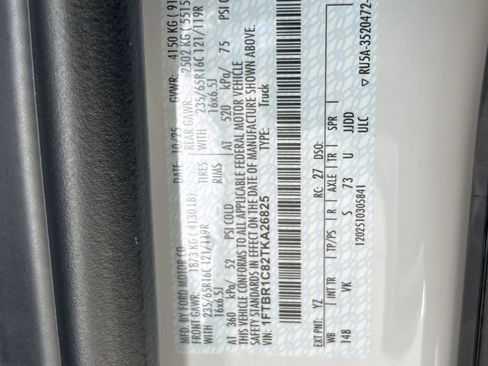 MFD. BY FORD MOTOR CO.
DATE: 10/25 GVWR: 4150 KG ( 91
FRONT GAWR: 1873 KG ( 4130 LB) REAR GAWR: 2502 KG ( 5515
WITH 235/65R16C 121/119R TIRES WITH 235/65R16C 121/119R
16x6.5J RIMS 16x6.5J
AT 360 kPa/ 52 PSI COLD AT 520 kPa/ 75 PSI C
THIS VEHICLE CONFORMS TO ALL APPLICABLE FEDERAL MOTOR VEHICLE
SAFETY STANDARDS IN EFFECT ON THE DATE OF MANUFACTURE SHOWN ABOVE.
VIN: 1FTBR1C82TKA26825 TYPE: Truck
EXT PNT: YZ RC: 27 DSO:
WB INT TR TP/PS R AXLE TR SPR
148 VK S 73 U JJDD
ULC
1202510305841
RU5A-3520472-